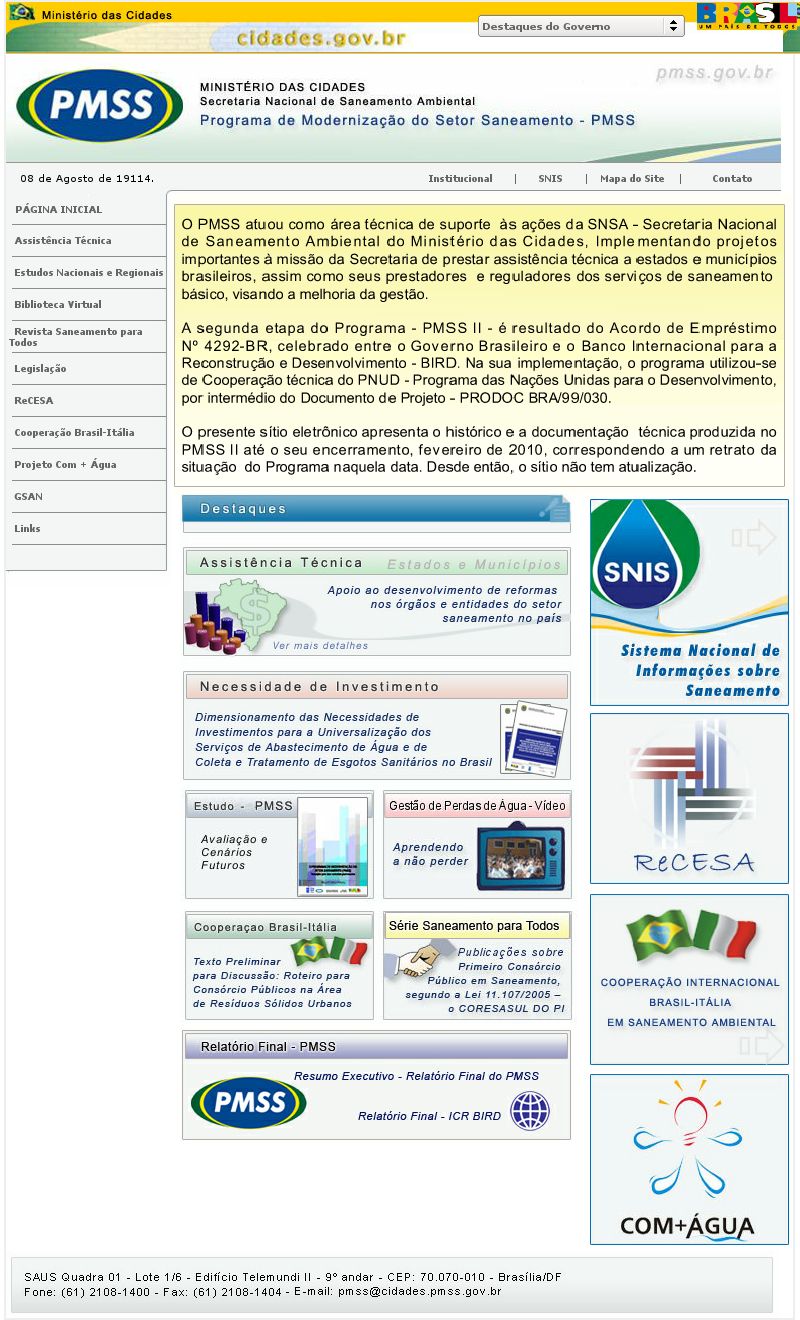 Ministério das Cidades
Destaques do Governo
BRASIL
UM PAÍS DE TODOS
cidades.gov.br
pmss.gov.br
PMSS
MINISTÉRIO DAS CIDADES
Secretaria Nacional de Saneamento Ambiental
Programa de Modernização do Setor Saneamento - PMSS
08 de Agosto de 19114.
Institucional | SNIS | Mapa do Site | Contato
PÁGINA INICIAL
Assistência Técnica
Estudos Nacionais e Regionais
Biblioteca Virtual
Revista Saneamento para
Todos
Legislação
ReCESA
Cooperação Brasil-Itália
Projeto Com + Água
GSAN
Links
O PMSS atuou como área técnica de suporte às ações da SNSA - Secretaria Nacional
de Saneamento Ambiental do Ministério das Cidades, Implementando projetos
importantes à missão da Secretaria de prestar assistência técnica a estados e municípios
brasileiros, assim como seus prestadores e reguladores dos serviços de saneamento
básico, visando a melhoria da gestão.
A segunda etapa do Programa - PMSS II - é resultado do Acordo de Empréstimo
Nº 4292-BR, celebrado entre o Governo Brasileiro e o Banco Internacional para a
Reconstrução e Desenvolvimento - BIRD. Na sua implementação, o programa utilizou-se
de Cooperação técnica do PNUD - Programa das Nações Unidas para o Desenvolvimento,
por intermédio do Documento de Projeto - PRODOC BRA/99/030.
O presente sítio eletrônico apresenta o histórico e a documentação técnica produzida no
PMSS II até o seu encerramento, fevereiro de 2010, correspondendo a um retrato da
situação do Programa naquela data. Desde então, o sítio não tem atualização.
Destaques
Assistência Técnica Estados e Municípios
Apoio ao desenvolvimento de reformas
nos órgãos e entidades do setor
saneamento no país
Ver mais detalhes
Necessidade de Investimento
Dimensionamento das Necessidades de
Investimentos para a Universalização dos
Serviços de Abastecimento de Água e de
Coleta e Tratamento de Esgotos Sanitários no Brasil
Estudo - PMSS
Avaliação e
Cenários
Futuros
Gestão de Perdas de Água - Vídeo
Aprendendo
a não perder
Cooperaçao Brasil-Itália
Texto Preliminar
para Discussão: Roteiro para
Consórcio Públicos na Área
de Resíduos Sólidos Urbanos
Série Saneamento para Todos
Publicações sobre
Primeiro Consórcio
Público em Saneamento,
segundo a Lei 11.107/2005 –
o CORESASUL DO PI
Relatório Final - PMSS
PMSS
Resumo Executivo - Relatório Final do PMSS
Relatório Final - ICR BIRD
SNIS
Sistema Nacional de
Informações sobre
Saneamento
ReCESA
COOPERAÇÃO INTERNACIONAL
BRASIL-ITÁLIA
EM SANEAMENTO AMBIENTAL
COM+ÁGUA
SAUS Quadra 01 - Lote 1/6 - Edifício Telemundi II - 9º andar - CEP: 70.070-010 - Brasília/DF
Fone: (61) 2108-1400 - Fax: (61) 2108-1404 - E-mail: pmss@cidades.pmss.gov.br